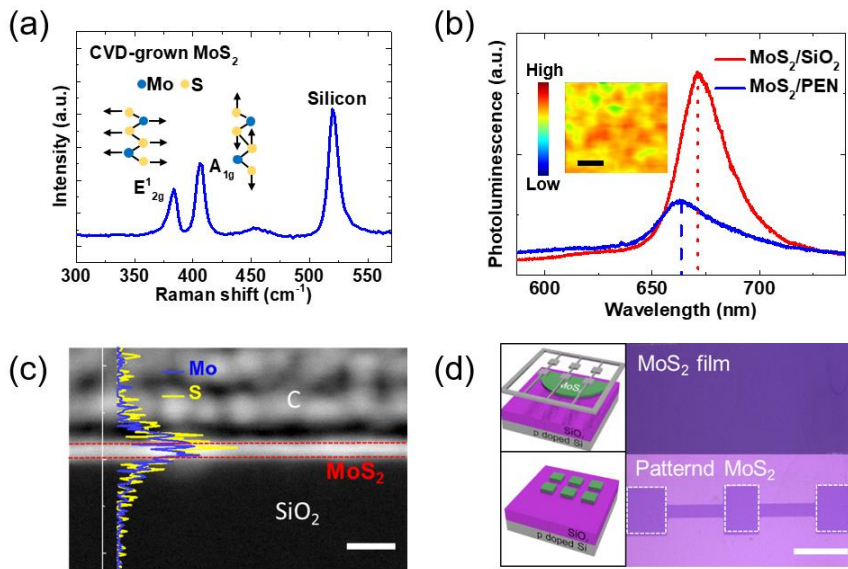 (a)
CVD-grown MoS₂
Mo S
Silicon
A₁g
E¹₂g
Intensity (a.u.)
300 350 400 450 500 550
Raman shift (cm⁻¹)
(b)
MoS₂/SiO₂
MoS₂/PEN
High
Low
Photoluminescence (a.u.)
600 650 700
Wavelength (nm)
(c)
Mo
S
C
MoS₂
SiO₂
(d)
MoS₂
SiO₂
p doped Si
MoS₂ film
SiO₂
p doped Si
Patternd MoS₂